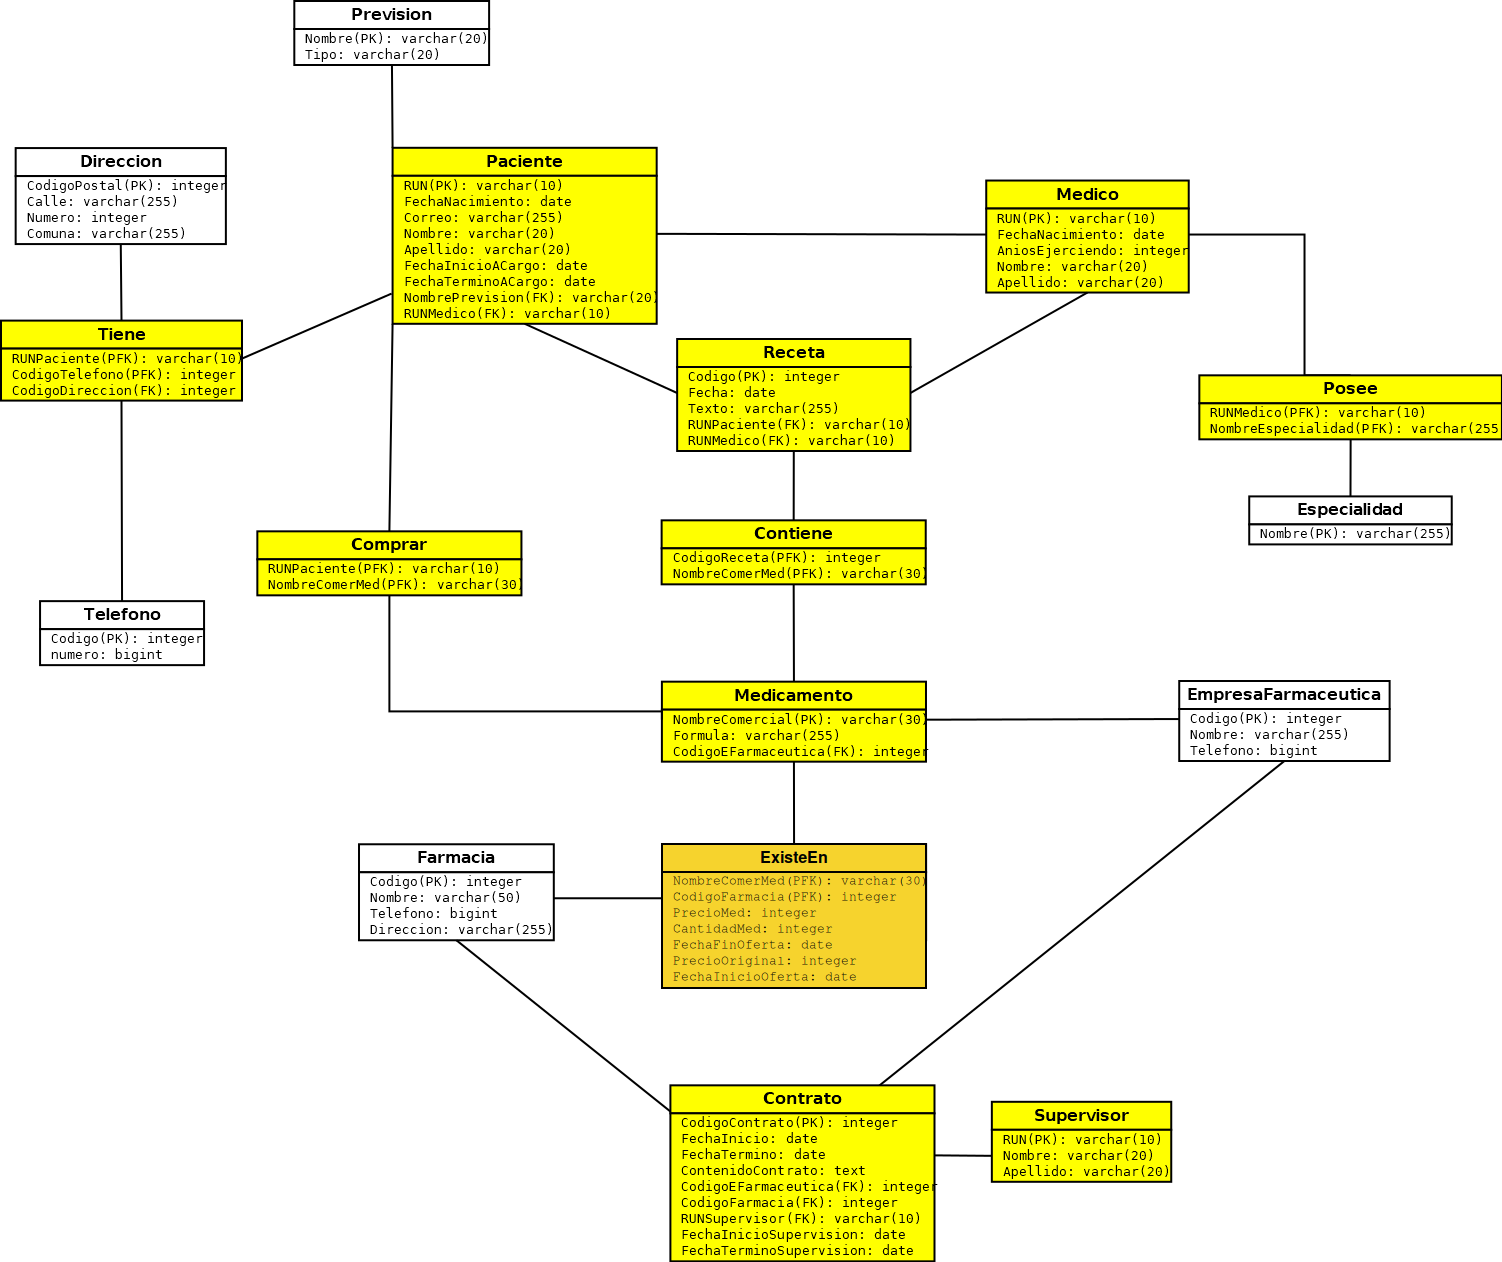 Prevision
Nombre(PK): varchar(20)
Tipo: varchar(20)
Direccion
CodigoPostal(PK): integer
Calle: varchar(255)
Numero: integer
Comuna: varchar(255)
Paciente
RUN(PK): varchar(10)
FechaNacimiento: date
Correo: varchar(255)
Nombre: varchar(20)
Apellido: varchar(20)
FechaInicioACargo: date
FechaTerminoACargo: date
NombrePrevision(FK): varchar(20)
RUNMedico(FK): varchar(10)
Medico
RUN(PK): varchar(10)
FechaNacimiento: date
AniosEjerciendo: integer
Nombre: varchar(20)
Apellido: varchar(20)
Tiene
RUNPaciente(PFK): varchar(10)
CodigoTelefono(PFK): integer
CodigoDireccion(FK): integer
Receta
Codigo(PK): integer
Fecha: date
Texto: varchar(255)
RUNPaciente(FK): varchar(10)
RUNMedico(FK): varchar(10)
Posee
RUNMedico(PFK): varchar(10)
NombreEspecialidad(PFK): varchar(255
Especialidad
Nombre(PK): varchar(255)
Comprar
RUNPaciente(PFK): varchar(10)
NombreComerMed(PFK): varchar(30)
Contiene
CodigoReceta(PFK): integer
NombreComerMed(PFK): varchar(30)
Telefono
Codigo(PK): integer
numero: bigint
Medicamento
NombreComercial(PK): varchar(30)
Formula: varchar(255)
CodigoEFarmaceutica(FK): integer
EmpresaFarmaceutica
Codigo(PK): integer
Nombre: varchar(255)
Telefono: bigint
Farmacia
Codigo(PK): integer
Nombre: varchar(50)
Telefono: bigint
Direccion: varchar(255)
ExisteEn
NombreComerMed(PFK): varchar(30)
CodigoFarmacia(PFK): integer
PrecioMed: integer
CantidadMed: integer
FechaFinOferta: date
PrecioOriginal: integer
FechaInicioOferta: date
Contrato
CodigoContrato(PK): integer
FechaInicio: date
FechaTermino: date
ContenidoContrato: text
CodigoEFarmaceutica(FK): integer
CodigoFarmacia(FK): integer
RUNSupervisor(FK): varchar(10)
FechaInicioSupervision: date
FechaTerminoSupervision: date
Supervisor
RUN(PK): varchar(10)
Nombre: varchar(20)
Apellido: varchar(20)